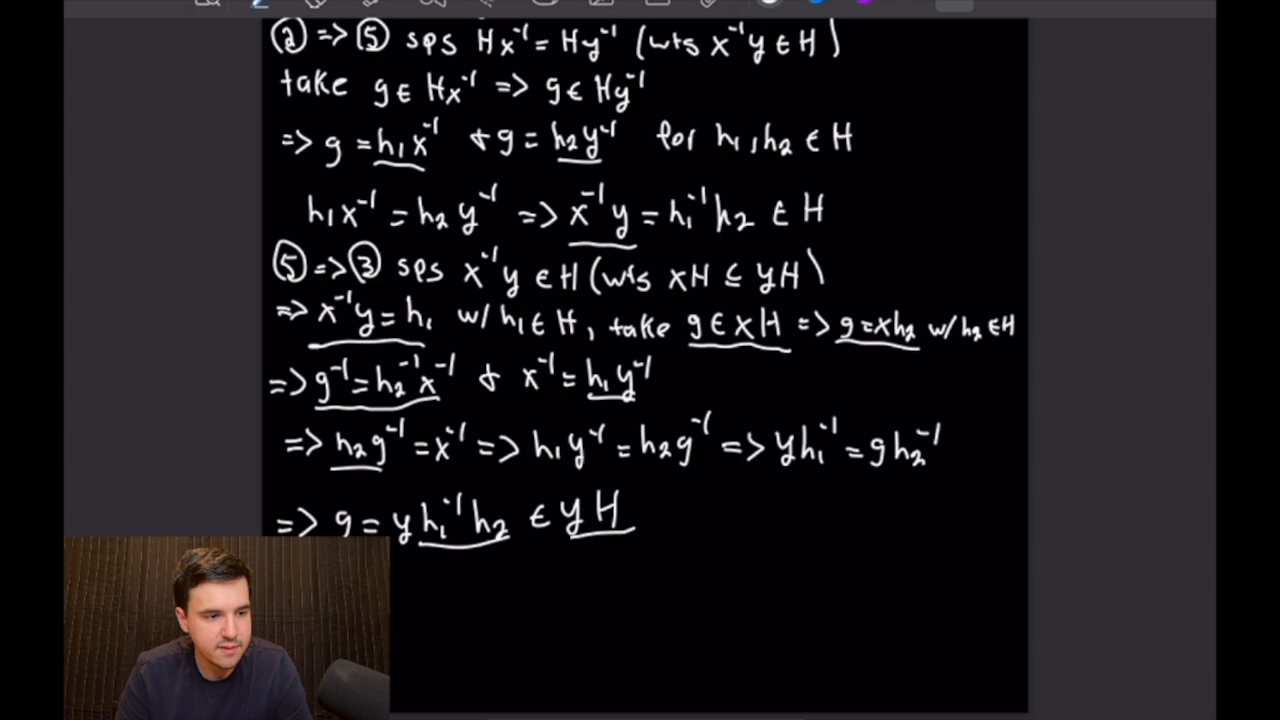 ② => ⑤ sps Hx⁻¹ = Hy⁻¹ (wts x⁻¹y ∈ H)
take g ∈ Hx⁻¹ => g ∈ Hy⁻¹
=> g = h₁x⁻¹ & g = h₂y⁻¹ for h₁, h₂ ∈ H
h₁x⁻¹ = h₂y⁻¹ => x⁻¹y = h₁⁻¹h₂ ∈ H
⑤ => ③ sps x⁻¹y ∈ H (wts xH ⊆ yH)
=> x⁻¹y = h₁ w/ h₁ ∈ H, take g ∈ xH => g = xh₂ w/ h₂ ∈ H
=> g⁻¹ = h₂⁻¹x⁻¹ & x⁻¹ = h₁y⁻¹
=> h₂g⁻¹ = x⁻¹ => h₁y⁻¹ = h₂g⁻¹ => yh₁⁻¹ = gh₂⁻¹
=> g = yh₁⁻¹h₂ ∈ yH